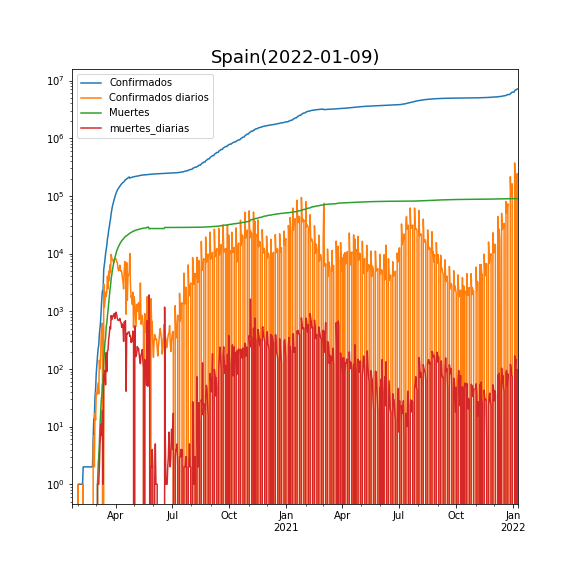 Spain(2022-01-09)
Confirmados
Confirmados diarios
Muertes
muertes_diarias
10⁷
10⁶
10⁵
10⁴
10³
10²
10¹
10⁰
Apr Jul Oct Jan Apr Jul Oct Jan
2021 2022